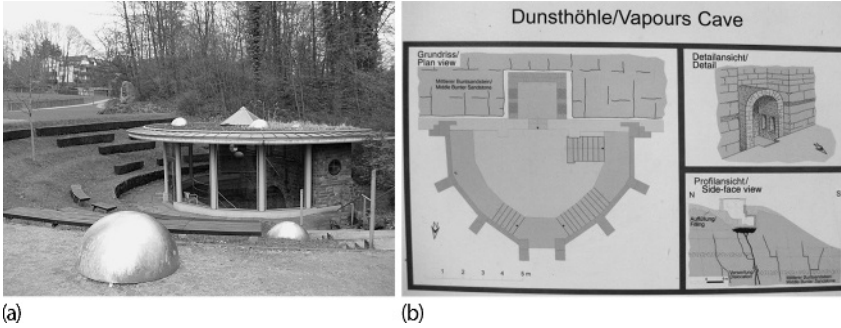 Dunsthöhle/Vapours Cave
Grundriss/
Plan view
Mittlerer Buntsandstein/
Middle Bunter Sandstone
1 2 3 4 5 m
Detailansicht/
Detail
Profilansicht/
Side-face view
N S
Auffüllung/
Filling
Mittlerer Buntsandstein/
Middle Bunter Sandstone
(a) (b)